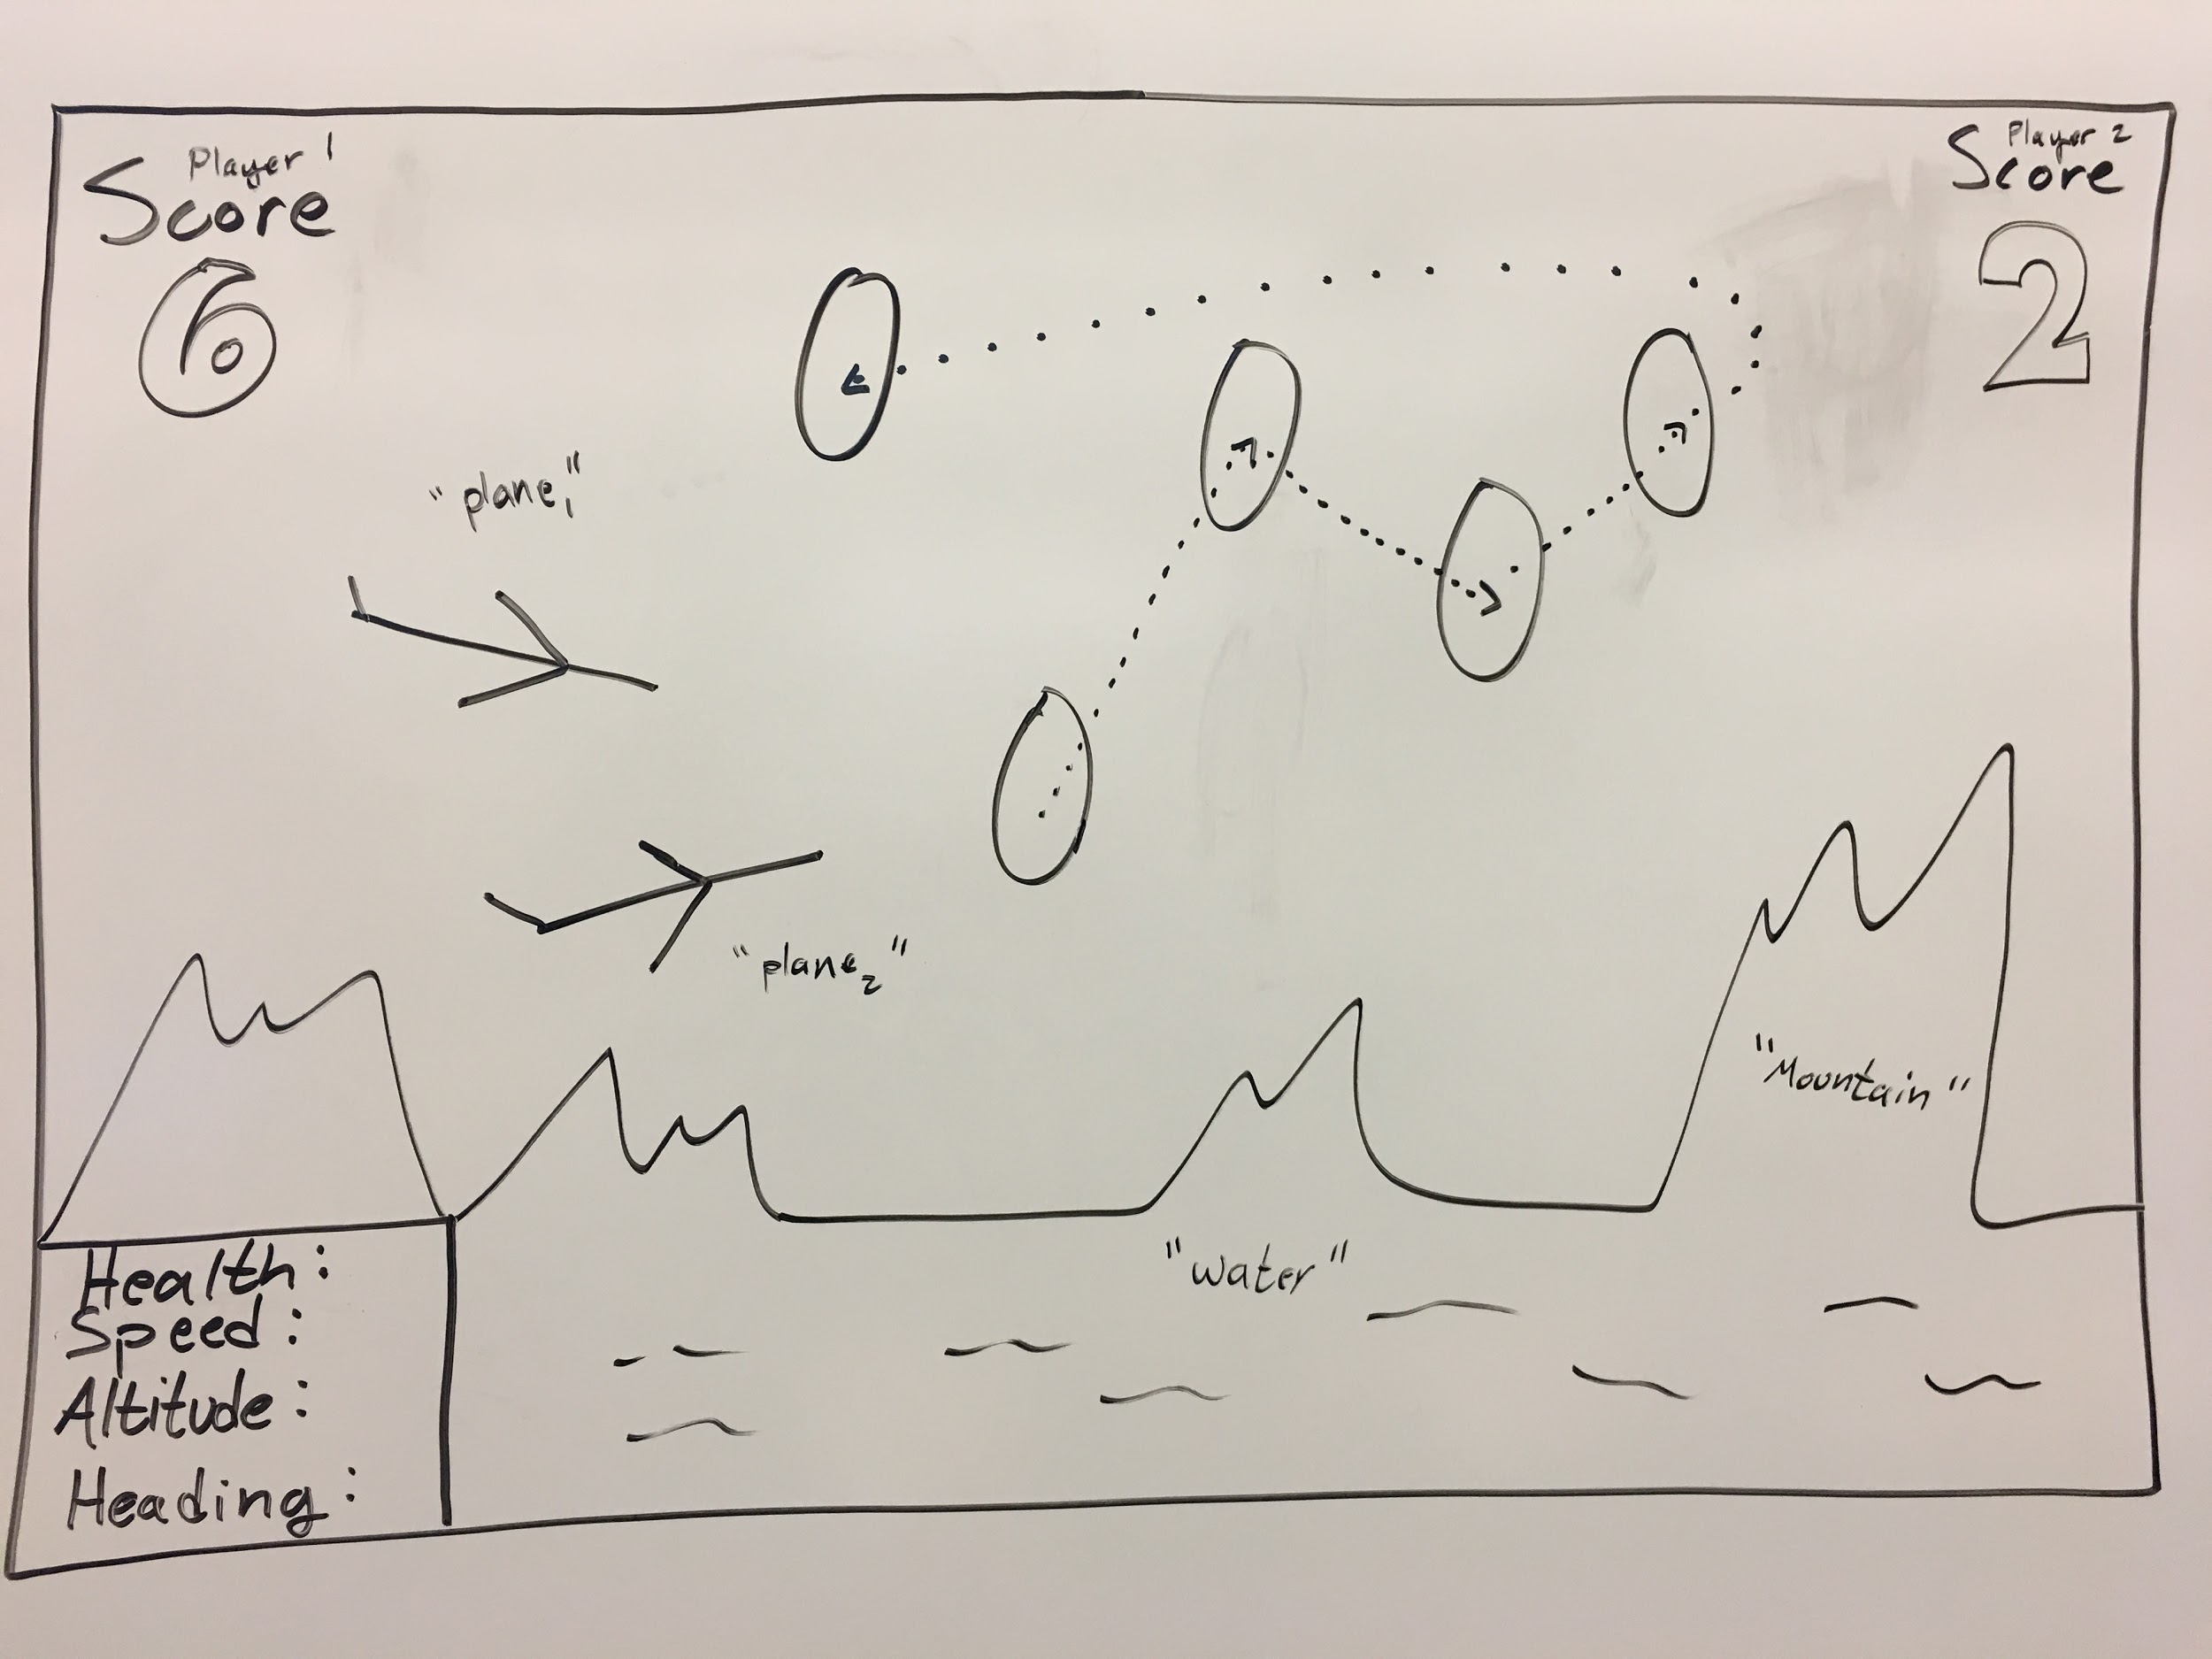 Player 1
Score
6
Player 2
Score
2
"plane1"
"plane2"
"Mountain"
"water"
Health:
Speed:
Altitude:
Heading: